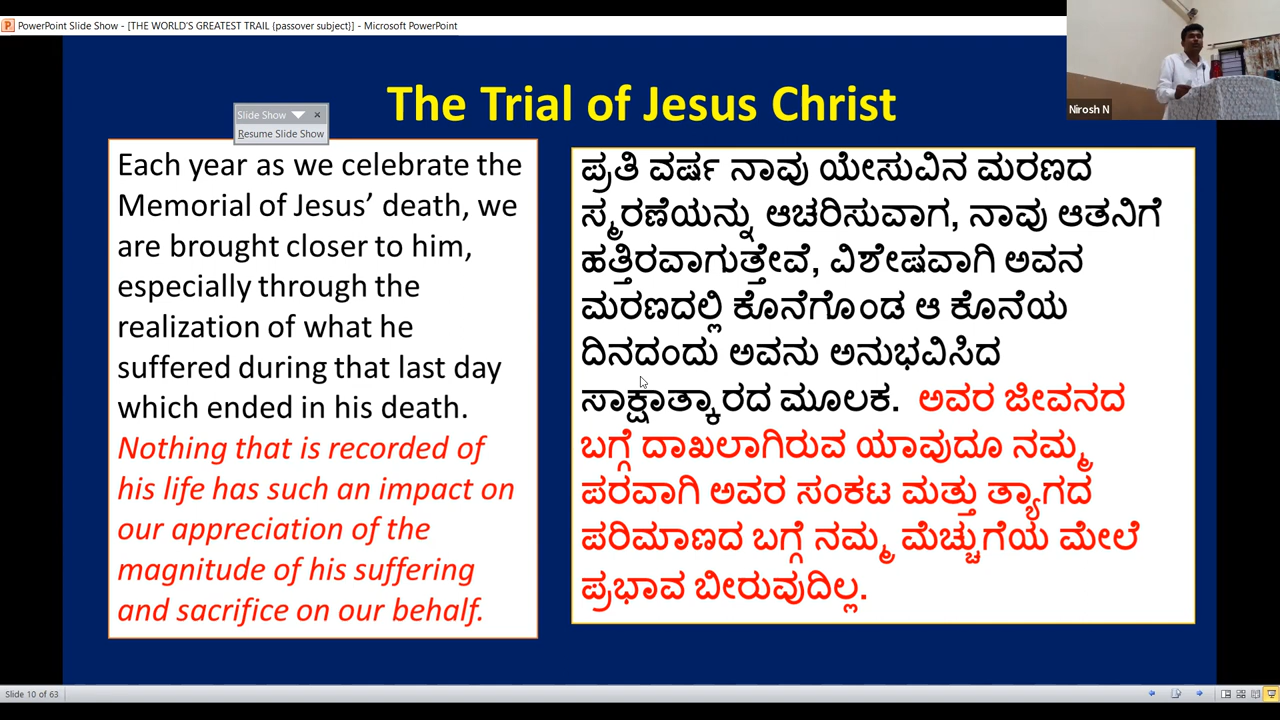 PowerPoint Slide Show - [THE WORLD'S GREATEST TRAIL (passover subject}] - Microsoft PowerPoint
Nirosh N
The Trial of Jesus Christ
Slide Show
Resume Slide Show
Each year as we celebrate the
Memorial of Jesus’ death, we
are brought closer to him,
especially through the
realization of what he
suffered during that last day
which ended in his death.
Nothing that is recorded of
his life has such an impact on
our appreciation of the
magnitude of his suffering
and sacrifice on our behalf.
ಪ್ರತಿ ವರ್ಷ ನಾವು ಯೇಸುವಿನ ಮರಣದ
ಸ್ಮರಣೆಯನ್ನು ಆಚರಿಸುವಾಗ, ನಾವು ಆತನಿಗೆ
ಹತ್ತಿರವಾಗುತ್ತೇವೆ, ವಿಶೇಷವಾಗಿ ಅವನ
ಮರಣದಲ್ಲಿ ಕೊನೆಗೊಂಡ ಆ ಕೊನೆಯ
ದಿನದಂದು ಅವನು ಅನುಭವಿಸಿದ
ಸಾಕ್ಷಾತ್ಕಾರದ ಮೂಲಕ. ಅವರ ಜೀವನದ
ಬಗ್ಗೆ ದಾಖಲಾಗಿರುವ ಯಾವುದೂ ನಮ್ಮ
ಪರವಾಗಿ ಅವರ ಸಂಕಟ ಮತ್ತು ತ್ಯಾಗದ
ಪರಿಮಾಣದ ಬಗ್ಗೆ ನಮ್ಮ ಮೆಚ್ಚುಗೆಯ ಮೇಲೆ
ಪ್ರಭಾವ ಬೀರುವುದಿಲ್ಲ.
Slide 10 of 63